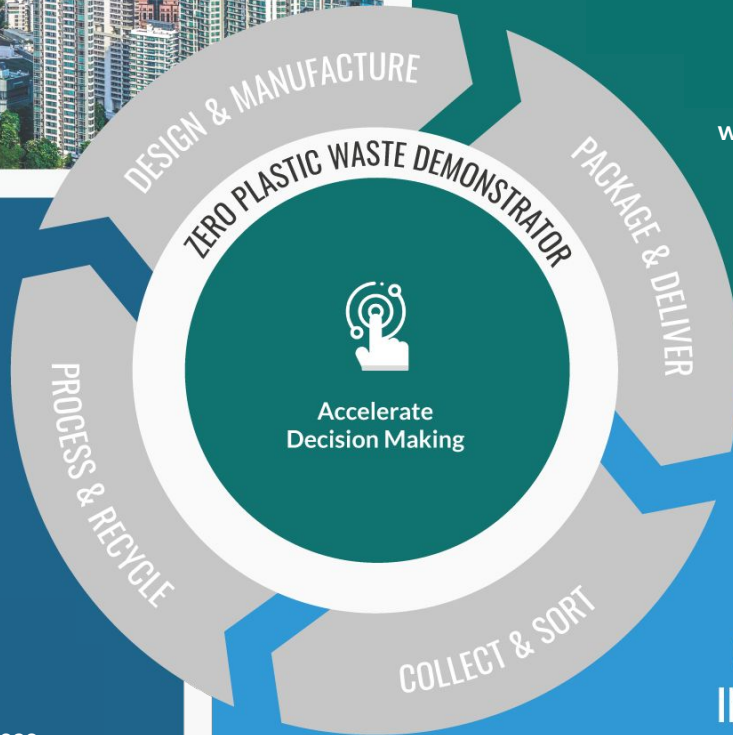 DESIGN & MANUFACTURE
PACKAGE & DELIVER
ZERO PLASTIC WASTE DEMONSTRATOR
Accelerate
Decision Making
PROCESS & RECYCLE
COLLECT & SORT